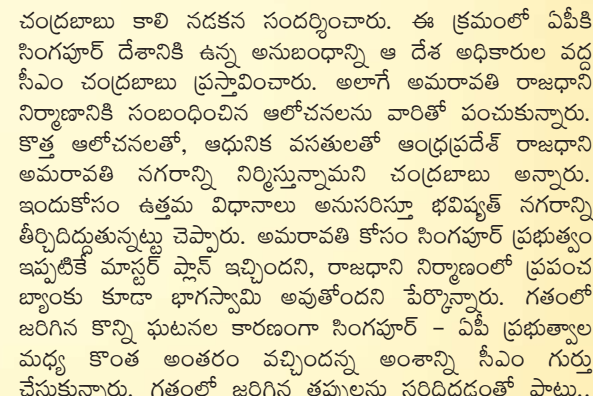 చంద్రబాబు కాలి నడకన సందర్శించారు. ఈ క్రమంలో ఏపీకి
సింగపూర్ దేశానికి ఉన్న అనుబంధాన్ని ఆ దేశ అధికారుల వద్ద
సీఎం చంద్రబాబు ప్రస్తావించారు. అలాగే అమరావతి రాజధాని
నిర్మాణానికి సంబంధించిన ఆలోచనలను వారితో పంచుకున్నారు.
కొత్త ఆలోచనలతో, ఆధునిక వసతులతో ఆంధ్రప్రదేశ్ రాజధాని
అమరావతి నగరాన్ని నిర్మిస్తున్నామని చంద్రబాబు అన్నారు.
ఇందుకోసం ఉత్తమ విధానాలు అనుసరిస్తూ భవిష్యత్ నగరాన్ని
తీర్చిదిద్దుతున్నట్టు చెప్పారు. అమరావతి కోసం సింగపూర్ ప్రభుత్వం
ఇప్పటికే మాస్టర్ ప్లాన్ ఇచ్చిందని, రాజధాని నిర్మాణంలో ప్రపంచ
బ్యాంకు కూడా భాగస్వామి అవుతోందని పేర్కొన్నారు. గతంలో
జరిగిన కొన్ని ఘటనల కారణంగా సింగపూర్ – ఏపీ ప్రభుత్వాల
మధ్య కొంత అంతరం వచ్చిందన్న అంశాన్ని సీఎం గుర్తు
చేసుకున్నారు. గతంలో జరిగిన తప్పులను సరిదిద్దడంతో పాటు..